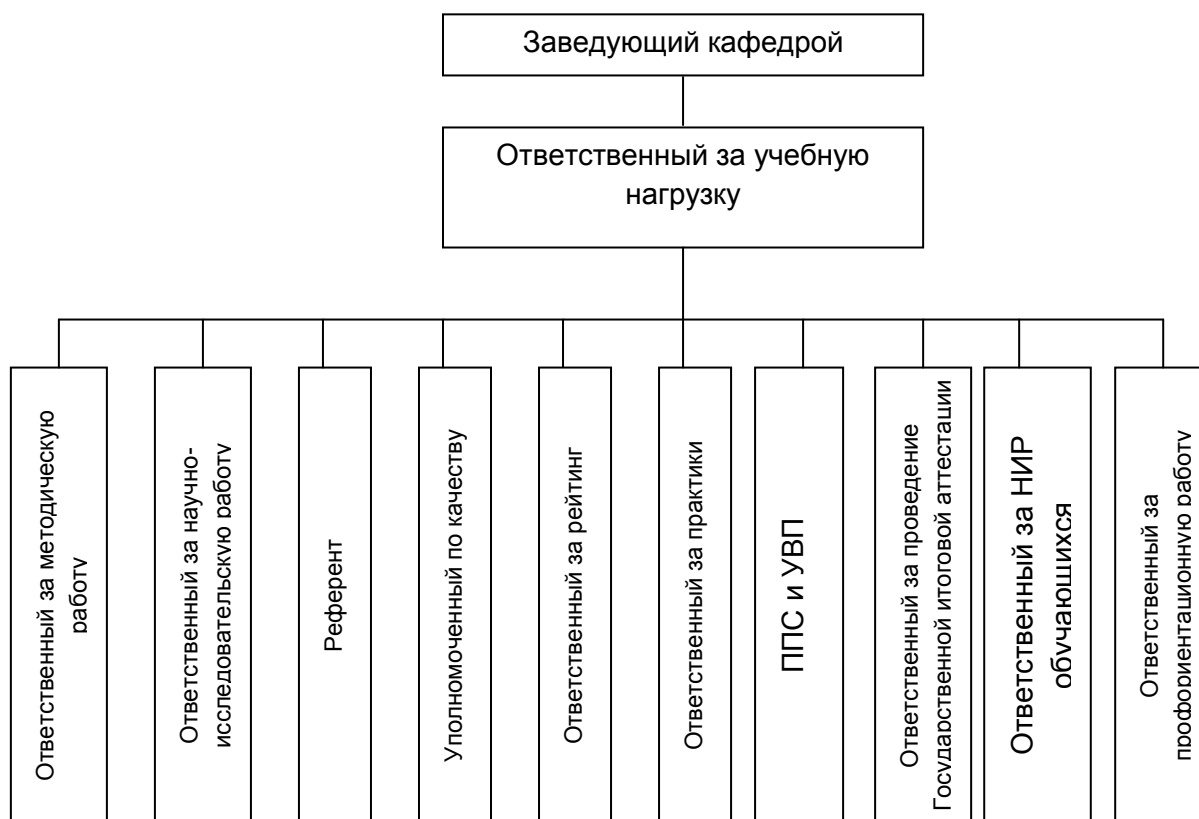 Заведующий кафедрой
Ответственный за учебную
нагрузку
Ответственный за методическую
работу
Ответственный за научно-
исследовательскую работу
Референт
Уполномоченный по качеству
Ответственный за рейтинг
Ответственный за практики
ППС и УВП
Ответственный за проведение
Государственной итоговой аттестации
Ответственный за НИР
обучающихся
Ответственный за
профориентационную работу